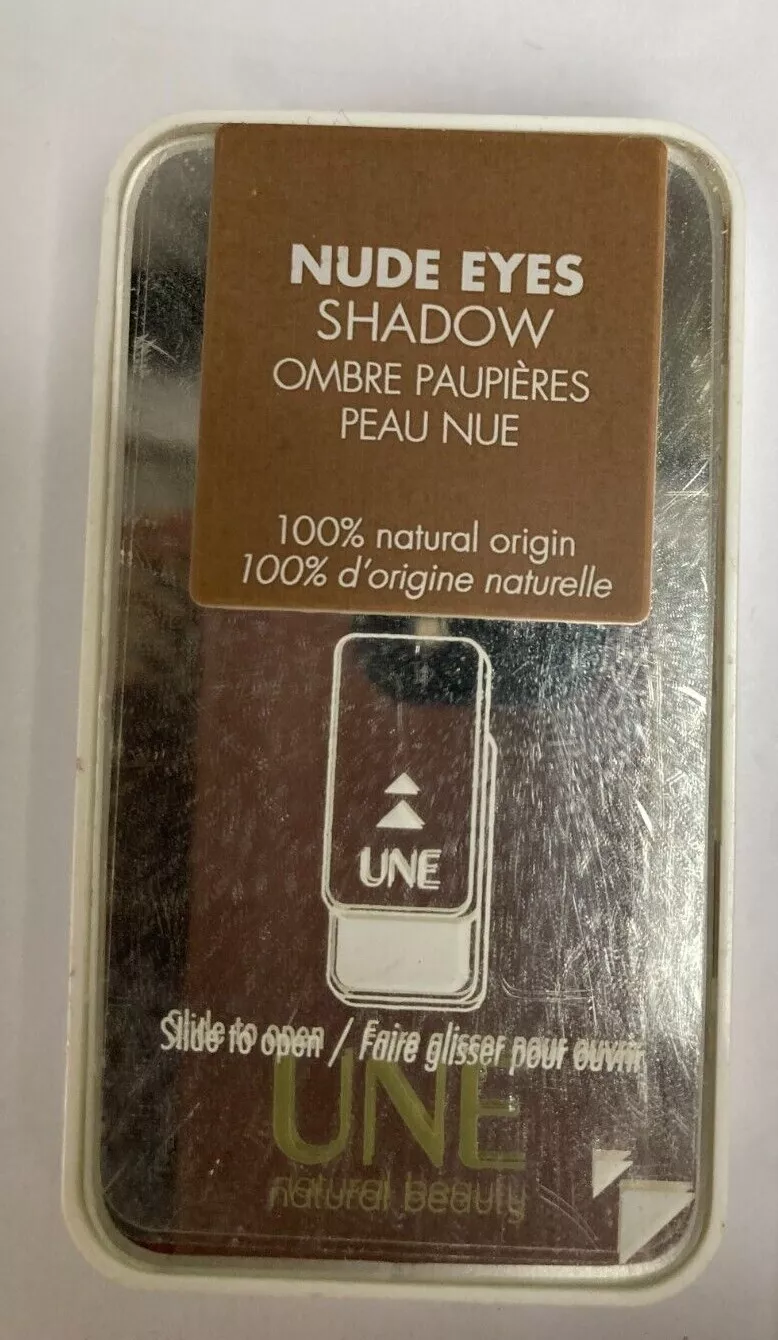 NUDE EYES
SHADOW
OMBRE PAUPIÈRES
PEAU NUE
100% natural origin
100% d'origine naturelle
UNE
Slide to open / Faire glisser pour ouvrir
UNE
natural beauty